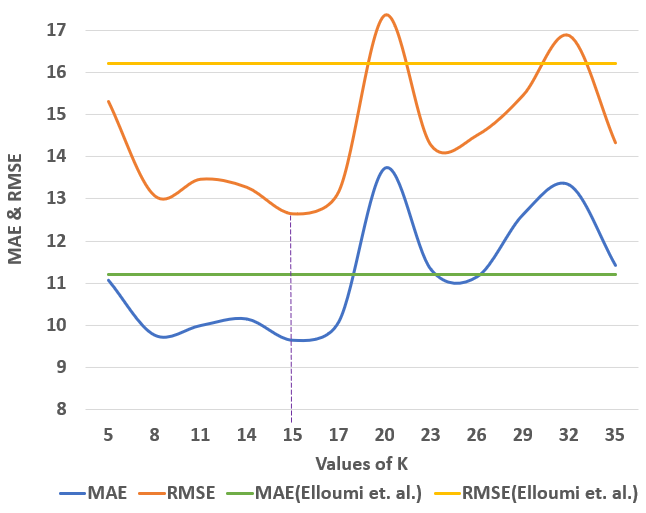 17
16
15
14
13
12
11
10
9
8
MAE & RMSE
5 8 11 14 15 17 20 23 26 29 32 35
Values of K
MAE RMSE MAE(Elloumi et. al.) RMSE(Elloumi et. al.)